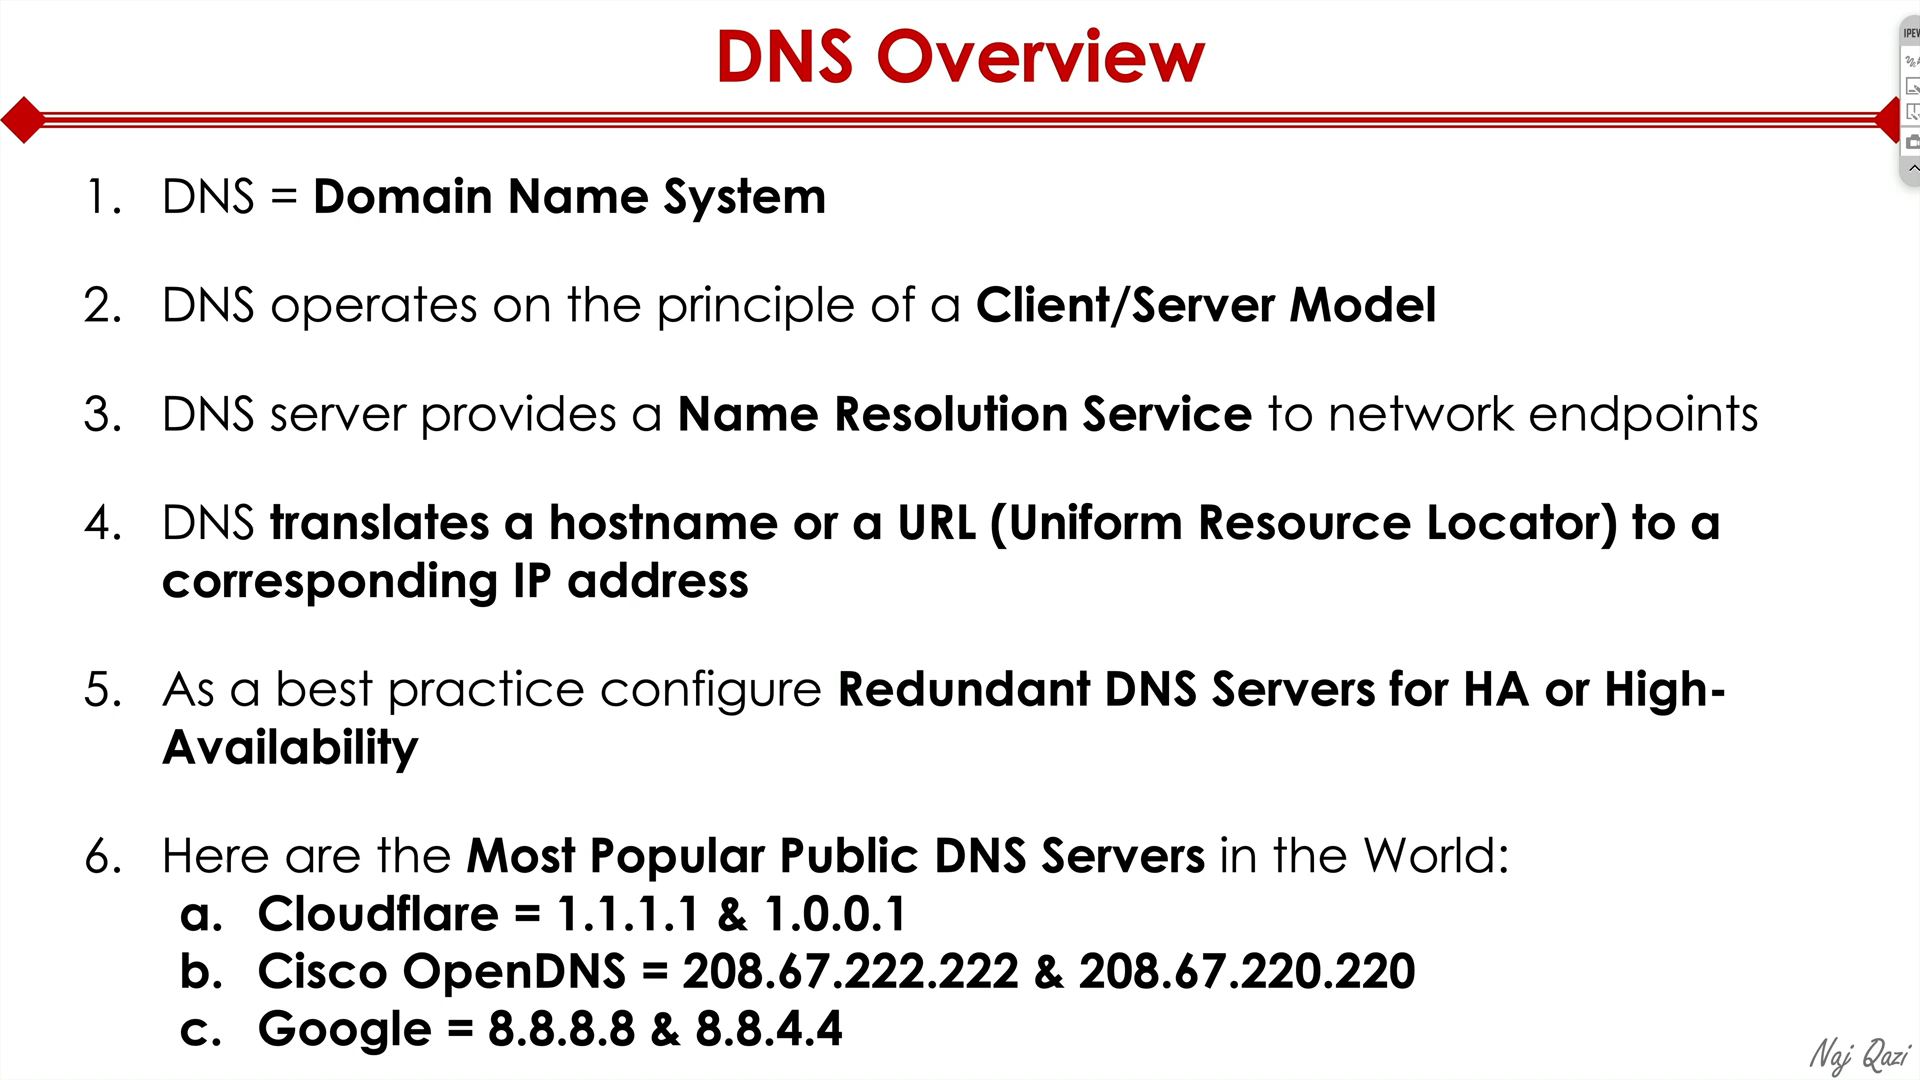 DNS Overview
1. DNS = Domain Name System
2. DNS operates on the principle of a Client/Server Model
3. DNS server provides a Name Resolution Service to network endpoints
4. DNS translates a hostname or a URL (Uniform Resource Locator) to a
corresponding IP address
5. As a best practice configure Redundant DNS Servers for HA or High-
Availability
6. Here are the Most Popular Public DNS Servers in the World:
a. Cloudflare = 1.1.1.1 & 1.0.0.1
b. Cisco OpenDNS = 208.67.222.222 & 208.67.220.220
c. Google = 8.8.8.8 & 8.8.4.4
Naj Qazi